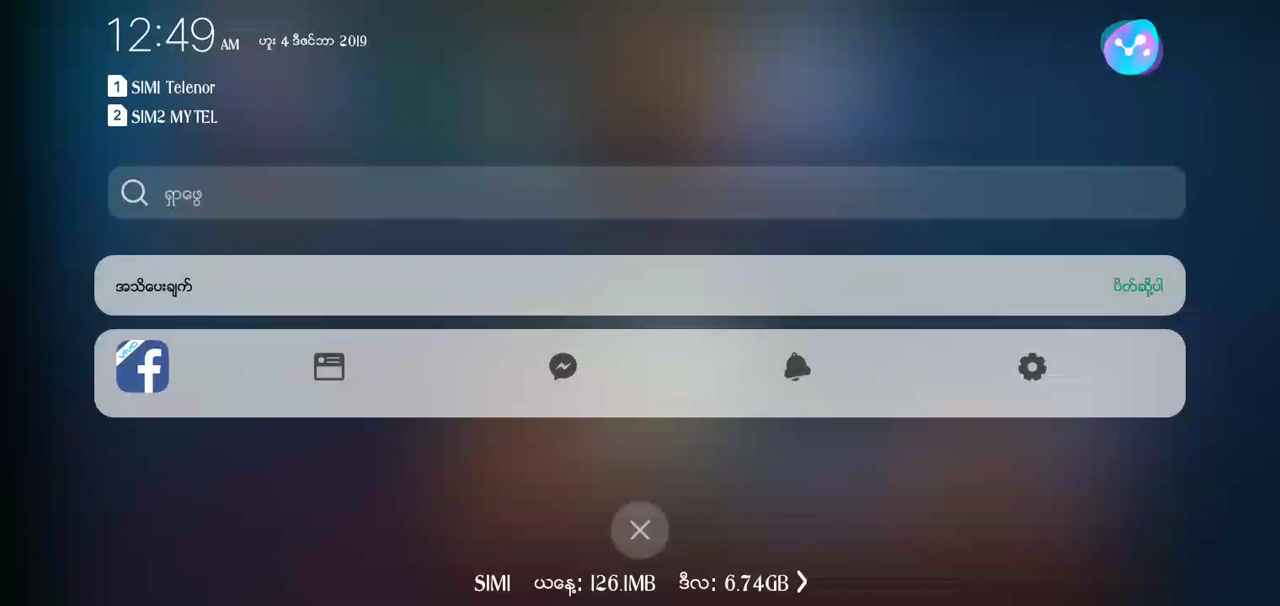 12:49 AM ဟူး 4 ဒီဇင်ဘာ 2019
1 SIM1 Telenor
2 SIM2 MYTEL
ရှာဖွေ
အသိပေးချက် ပိတ်ဆို့ပါ
VIVO
SIM1 ယနေ့: 126.1MB ဒီလ: 6.74GB